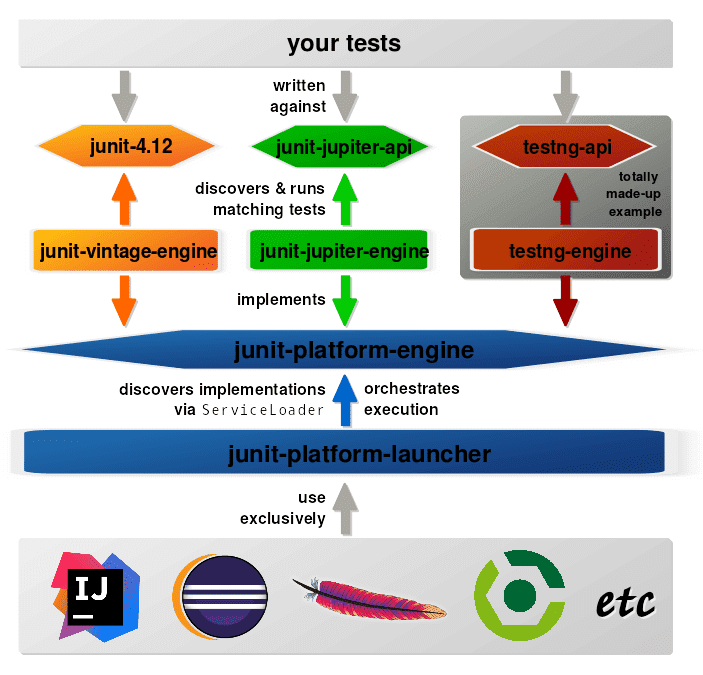 your tests
written
against
junit-4.12
junit-jupiter-api
testng-api
discovers & runs
matching tests
totally
made-up
example
junit-vintage-engine
junit-jupiter-engine
testng-engine
implements
junit-platform-engine
discovers implementations
via ServiceLoader
orchestrates
execution
junit-platform-launcher
use
exclusively
IJ
etc